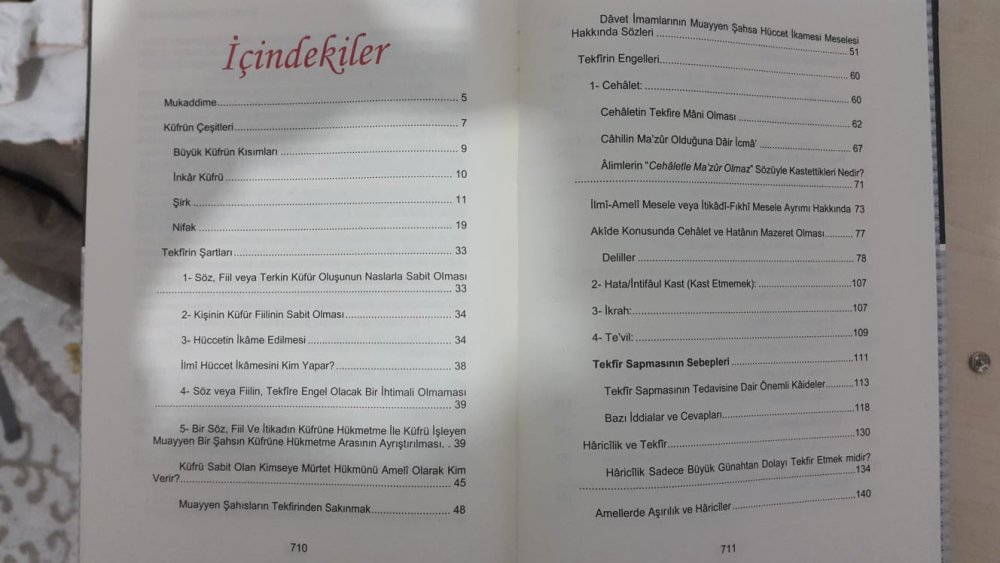 İçindekiler
Mukaddime 5
Küfrün Çeşitleri 7
Büyük Küfrün Kısımları 9
İnkâr Küfrü 10
Şirk 11
Nifak 19
Tekfirin Şartları 33
1- Söz, Fiil veya Terkin Küfür Oluşunun Naslarla Sabit Olması
33
2- Kişinin Küfür Fiilinin Sabit Olması 34
3- Hüccetin İkâme Edilmesi 34
İlmî Hüccet İkâmesini Kim Yapar? 38
4- Söz veya Fiilin, Tekfire Engel Olacak Bir İhtimali Olmaması
39
5- Bir Söz, Fiil Ve İtikadın Küfrüne Hükmetme İle Küfrü İşleyen
Muayyen Bir Şahsın Küfrüne Hükmetme Arasının Ayrıştırılması. . 39
Küfrü Sabit Olan Kimseye Mürtet Hükmünü Amelî Olarak Kim
Verir? 45
Muayyen Şahısların Tekfirinden Sakınmak 48
710
Dâvet İmamlarının Muayyen Şahsa Hüccet İkamesi Meselesi
Hakkında Sözleri 51
Tekfirin Engelleri 60
1- Cehâlet: 60
Cehâletin Tekfire Mâni Olması 62
Câhilin Ma'zûr Olduğuna Dâir İcmâ' 67
Âlimlerin "Cehâletle Ma'zûr Olmaz" Sözüyle Kastettikleri Nedir?
71
İlmî-Amelî Mesele veya İtikâdî-Fıkhî Mesele Ayrımı Hakkında 73
Akîde Konusunda Cehâlet ve Hatânın Mazeret Olması 77
Deliller 78
2- Hata/İntifâul Kast (Kast Etmemek): 107
3- İkrah: 107
4- Te'vil: 109
Tekfîr Sapmasının Sebepleri 111
Tekfîr Sapmasının Tedavisine Dair Önemli Kâideler 113
Bazı İddialar ve Cevapları 118
Hâricîlik ve Tekfîr 130
Hâricîlik Sadece Büyük Günahtan Dolayı Tekfir Etmek midir?
134
Amellerde Aşırılık ve Hâricîler 140
711